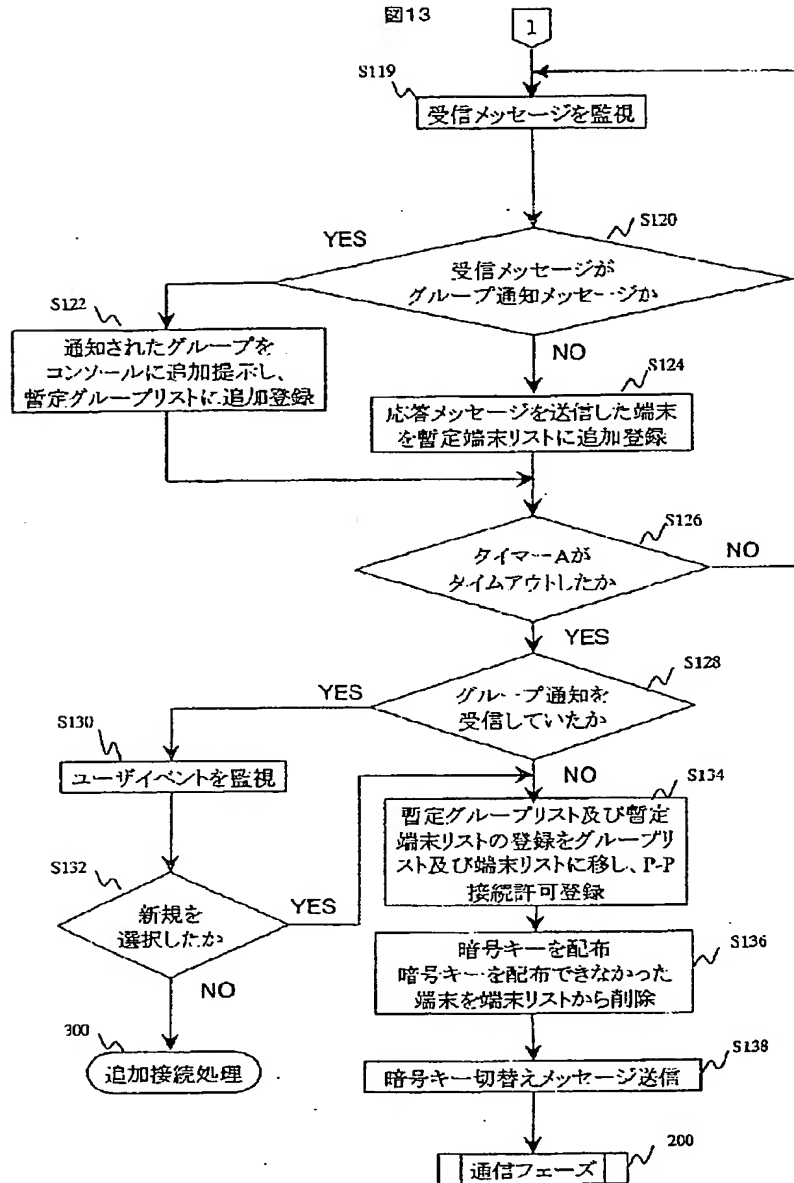 図13
1
S119
受信メッセージを監視
S120
YES
受信メッセージが
グループ通知メッセージか
S122
NO
通知されたグループを
コンソールに追加提示し、
暫定グループリストに追加登録
S124
応答メッセージを送信した端末
を暫定端末リストに追加登録
S126
タイマーAが
タイムアウトしたか
NO
YES
S128
YES
グループ通知を
受信していたか
S130
NO
ユーザイベントを監視
S134
暫定グループリスト及び暫定
端末リストの登録をグループリ
スト及び端末リストに移し、P-P
接続許可登録
S132
新規を
選択したか
YES
NO
S136
暗号キーを配布
暗号キーを配布できなかった
端末を端末リストから削除
300
追加接続処理
S138
暗号キー切替えメッセージ送信
200
通信フェーズ